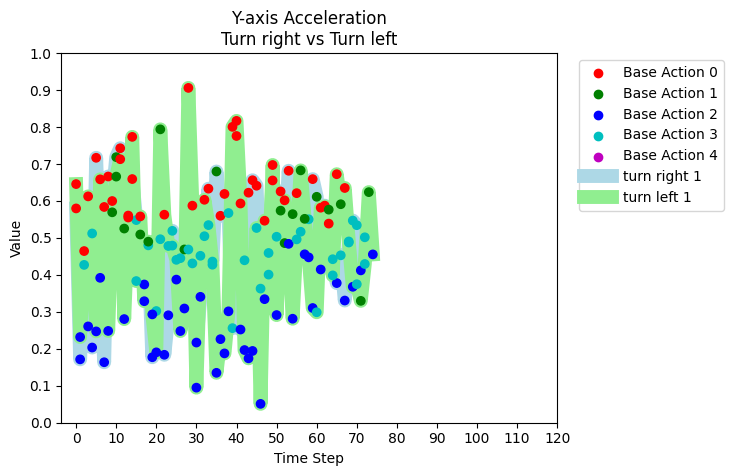 Y-axis Acceleration
Turn right vs Turn left
1.0
0.9
0.8
0.7
0.6
0.5
0.4
0.3
0.2
0.1
0.0
Value
0 10 20 30 40 50 60 70 80 90 100 110 120
Time Step
Base Action 0
Base Action 1
Base Action 2
Base Action 3
Base Action 4
turn right 1
turn left 1